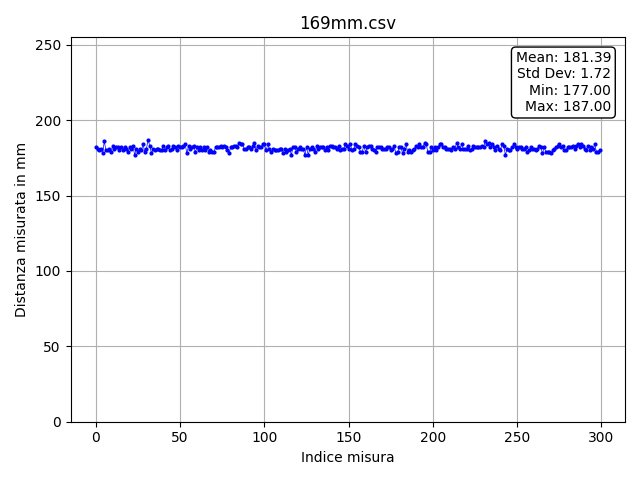 169mm.csv
Mean: 181.39
Std Dev: 1.72
Min: 177.00
Max: 187.00
Distanza misurata in mm
250
200
150
100
50
0
0 50 100 150 200 250 300
Indice misura